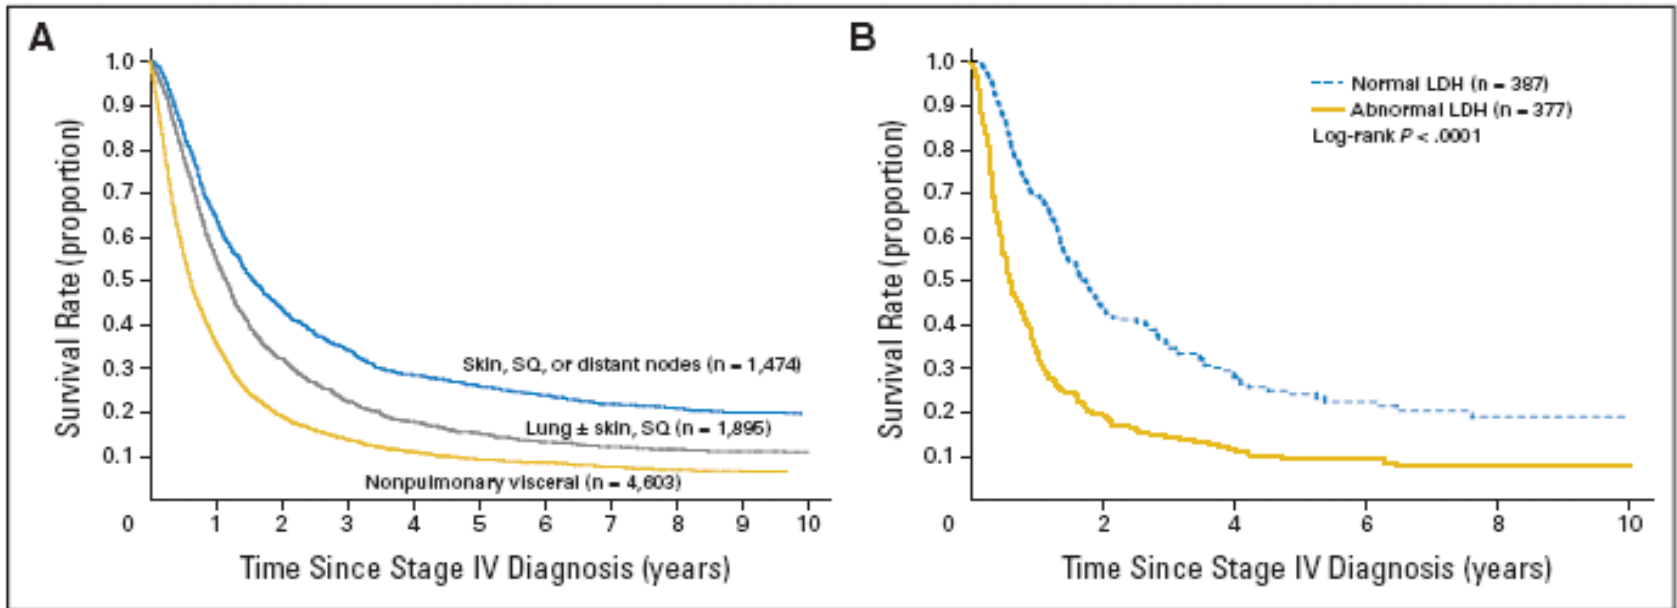 A
1.0
0.9
0.8
0.7
0.6
0.5
0.4
0.3
0.2
0.1
0
1 2 3 4 5 6 7 8 9 10
Survival Rate (proportion)
Time Since Stage IV Diagnosis (years)
Skin, SQ, or distant nodes (n = 1,474)
Lung ± skin, SQ (n = 1,895)
Nonpulmonary visceral (n = 4,603)
B
1.0
0.9
0.8
0.7
0.6
0.5
0.4
0.3
0.2
0.1
0
2 4 6 8 10
Survival Rate (proportion)
Time Since Stage IV Diagnosis (years)
Normal LDH (n = 387)
Abnormal LDH (n = 377)
Log-rank P < .0001